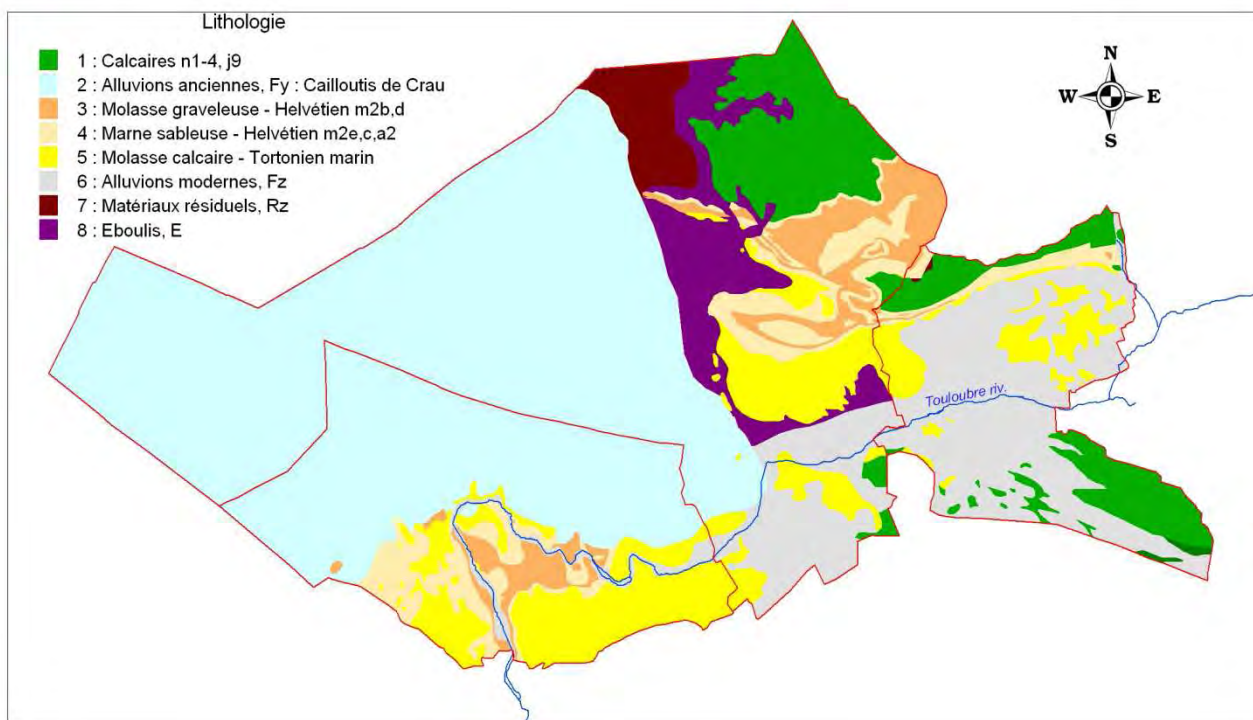 Lithologie
1 : Calcaires n1-4, j9
2 : Alluvions anciennes, Fy : Cailloutis de Crau
3 : Molasse graveleuse - Helvétien m2b,d
4 : Marne sableuse - Helvétien m2e,c,a2
5 : Molasse calcaire - Tortonien marin
6 : Alluvions modernes, Fz
7 : Matériaux résiduels, Rz
8 : Eboulis, E
N
W E
S
Touloubre riv.